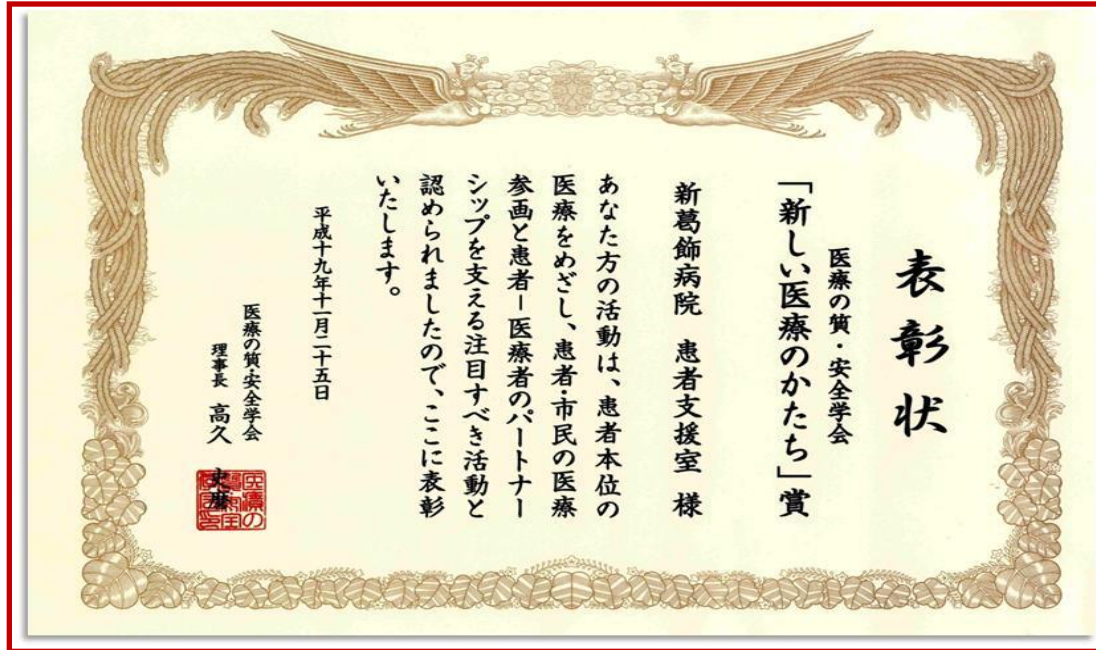 表彰状
医療の質・安全学会
「新しい医療のかたち」賞
新葛飾病院 患者支援室 様
あなた方の活動は、患者本位の
医療をめざし、患者・市民の医療
参画と患者ー医療者のパートナー
シップを支える注目すべき活動と
認められましたので、ここに表彰
いたします。
平成十九年十一月二十五日
医療の質・安全学会
理事長 高久 史麿